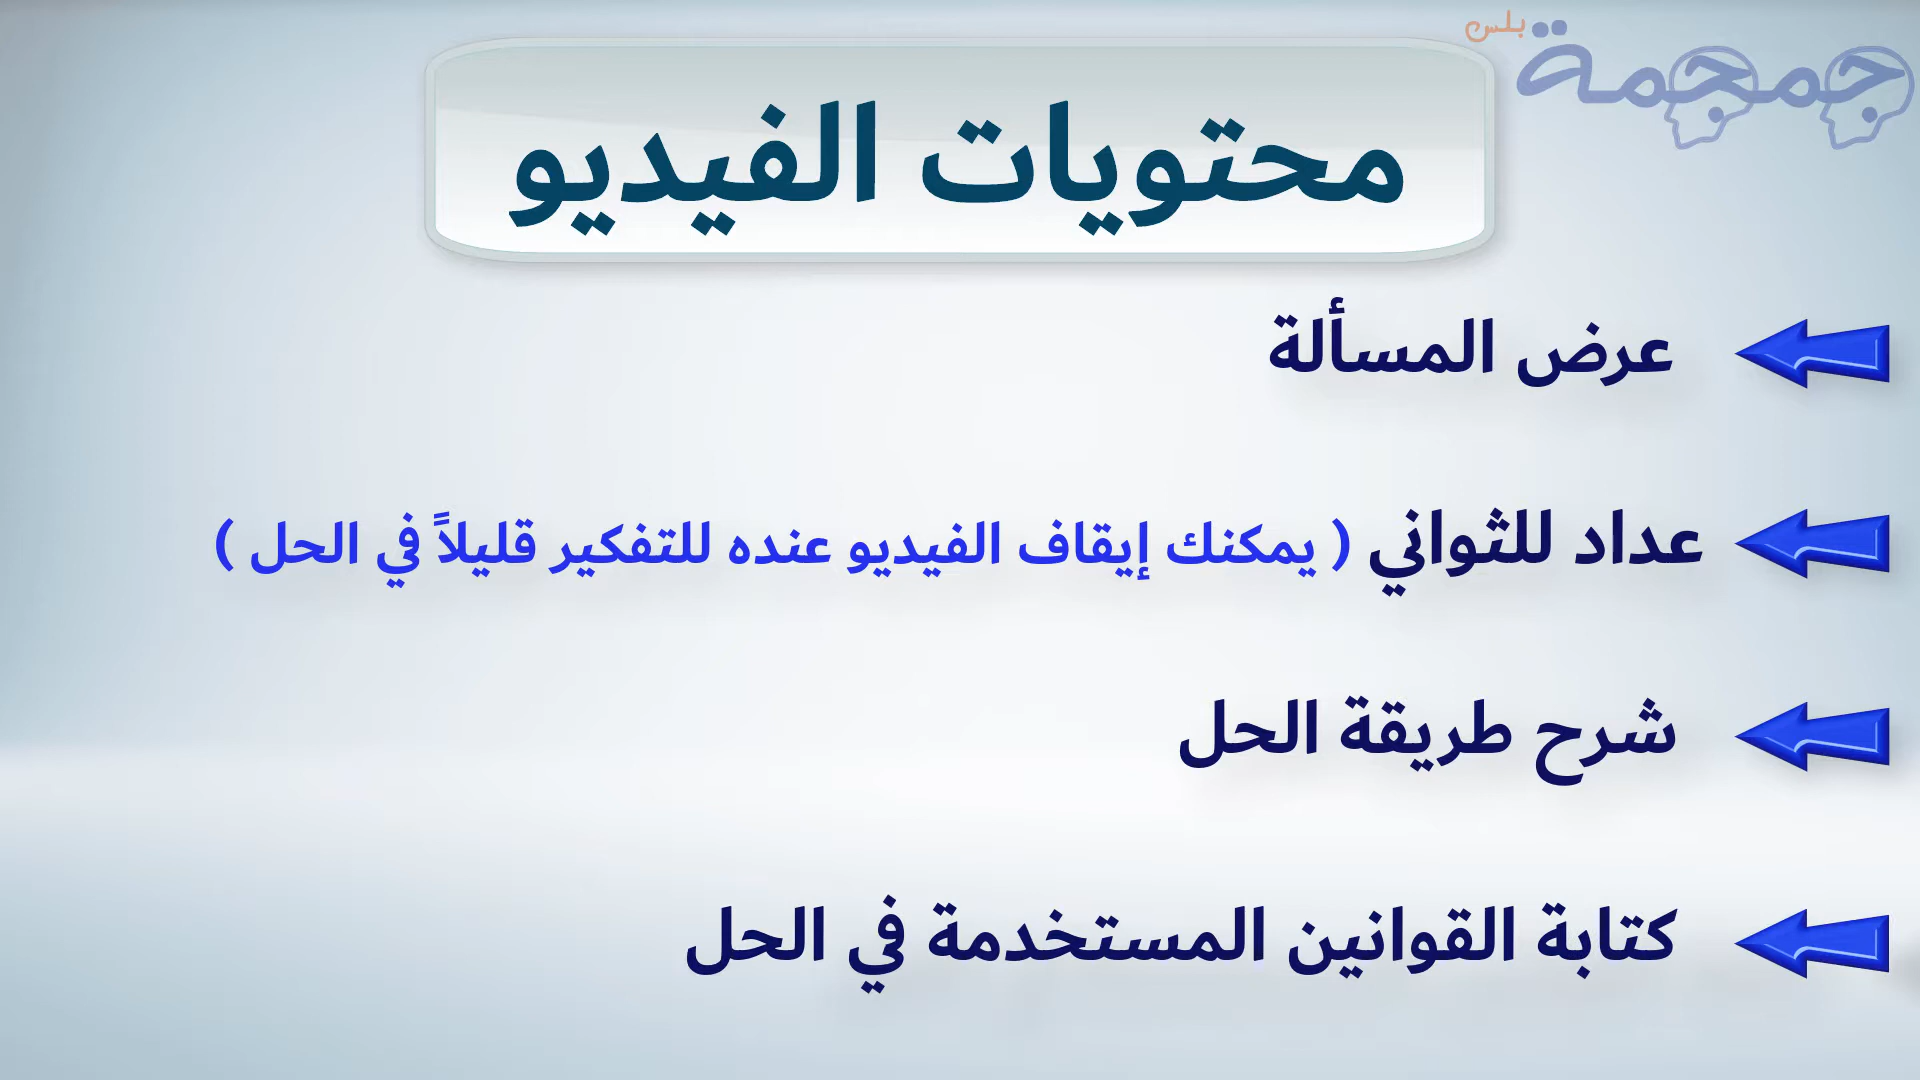 جمجمة بلس
محتويات الفيديو
عرض المسألة
عداد للثواني ( يمكنك إيقاف الفيديو عنده للتفكير قليلاً في الحل )
شرح طريقة الحل
كتابة القوانين المستخدمة في الحل